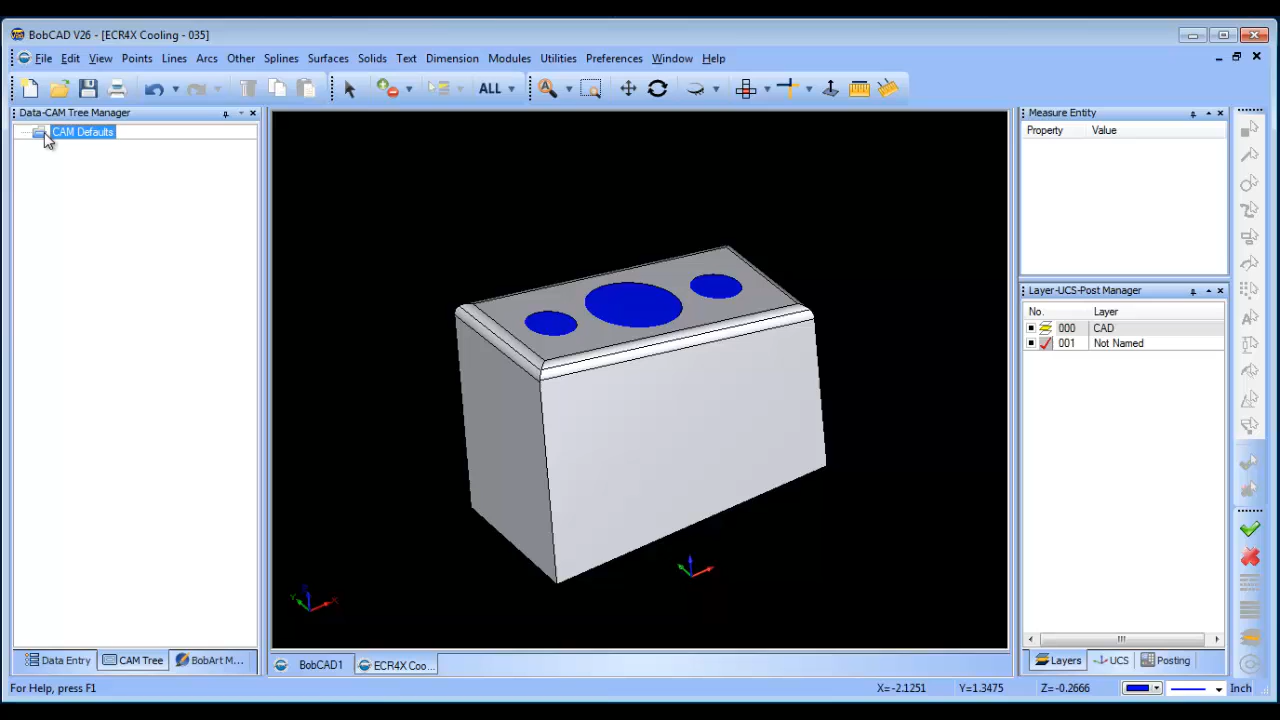 BobCAD V26 - [ECR4X Cooling - 035]
File Edit View Points Lines Arcs Other Splines Surfaces Solids Text Dimension Modules Utilities Preferences Window Help
ALL
Data-CAM Tree Manager
CAM Defaults
Measure Entity
Property Value
Layer-UCS-Post Manager
No. Layer
000 CAD
001 Not Named
Z
Y X
Data Entry CAM Tree BobArt M...
BobCAD1 ECR4X Coo...
Layers UCS Posting
For Help, press F1 X=-2.1251 Y=1.3475 Z=-0.2666 Inch